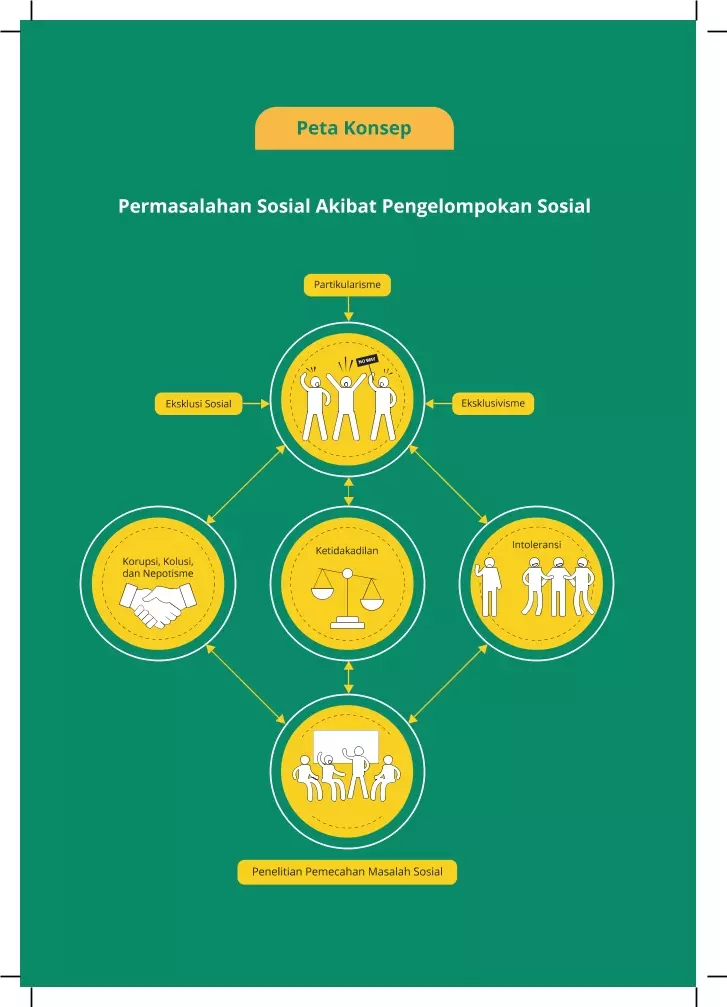 Peta Konsep
Permasalahan Sosial Akibat Pengelompokan Sosial
Partikularisme
NO WAY
Eksklusi Sosial
Eksklusivisme
Korupsi, Kolusi,
dan Nepotisme
Ketidakadilan
Intoleransi
Penelitian Pemecahan Masalah Sosial